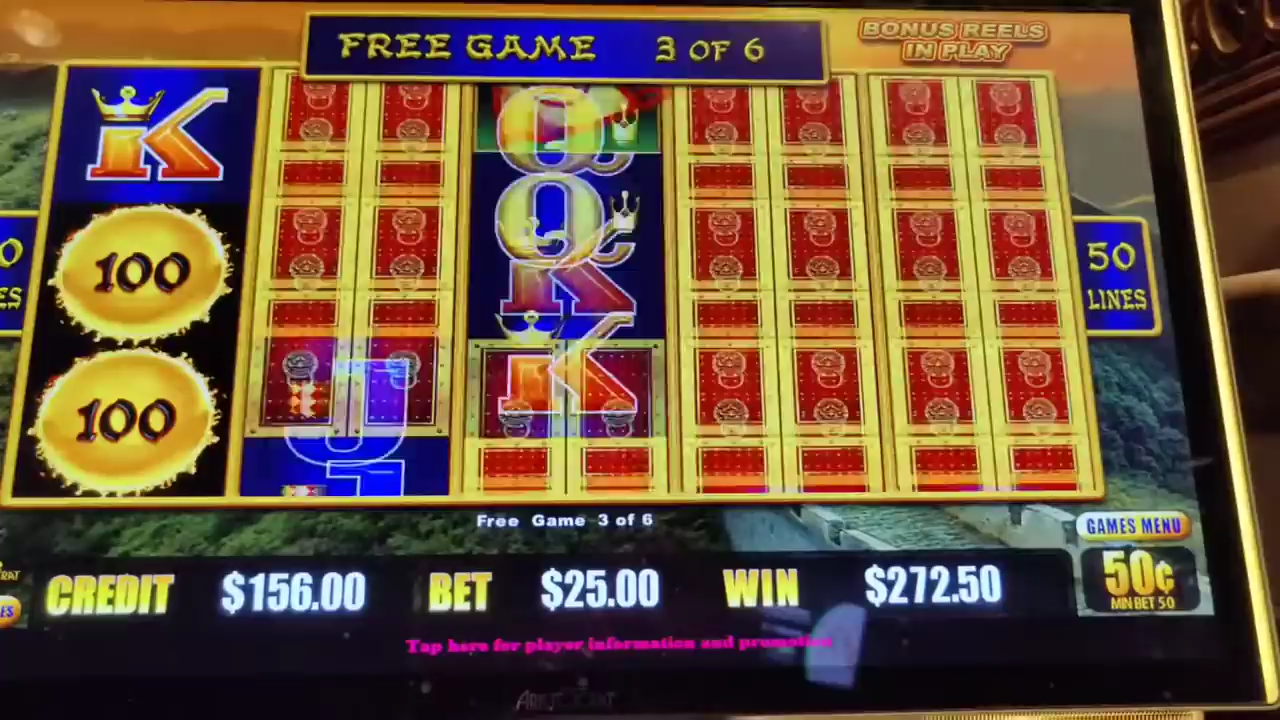 FREE GAME 3 OF 6
BONUS REELS
IN PLAY
K
100
100
Q
Q
K
K
J
50
LINES
Free Game 3 of 6
GAMES MENU
CREDIT $156.00 BET $25.00 WIN $272.50
50¢
MIN BET 50
Tap here for player information and promotion